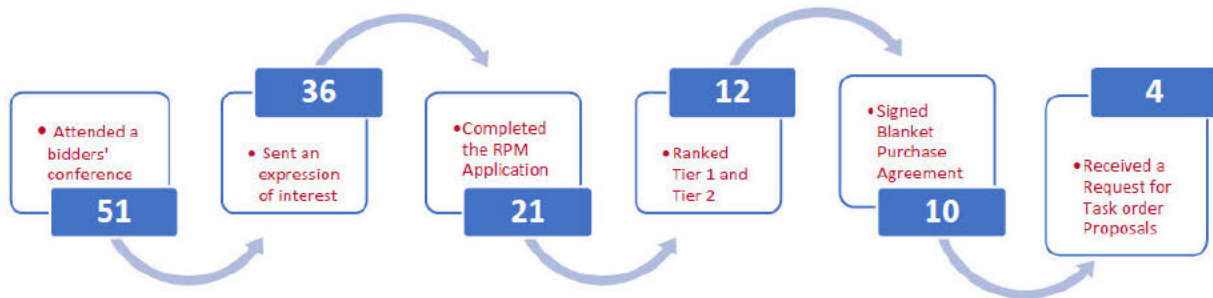 • Attended a
bidders'
conference
51
36
• Sent an
expression
of interest
•Completed
the RPM
Application
21
12
•Ranked
Tier 1 and
Tier 2
Signed
Blanket
Purchase
Agreement
10
4
•Received a
Request for
Task order
Proposals